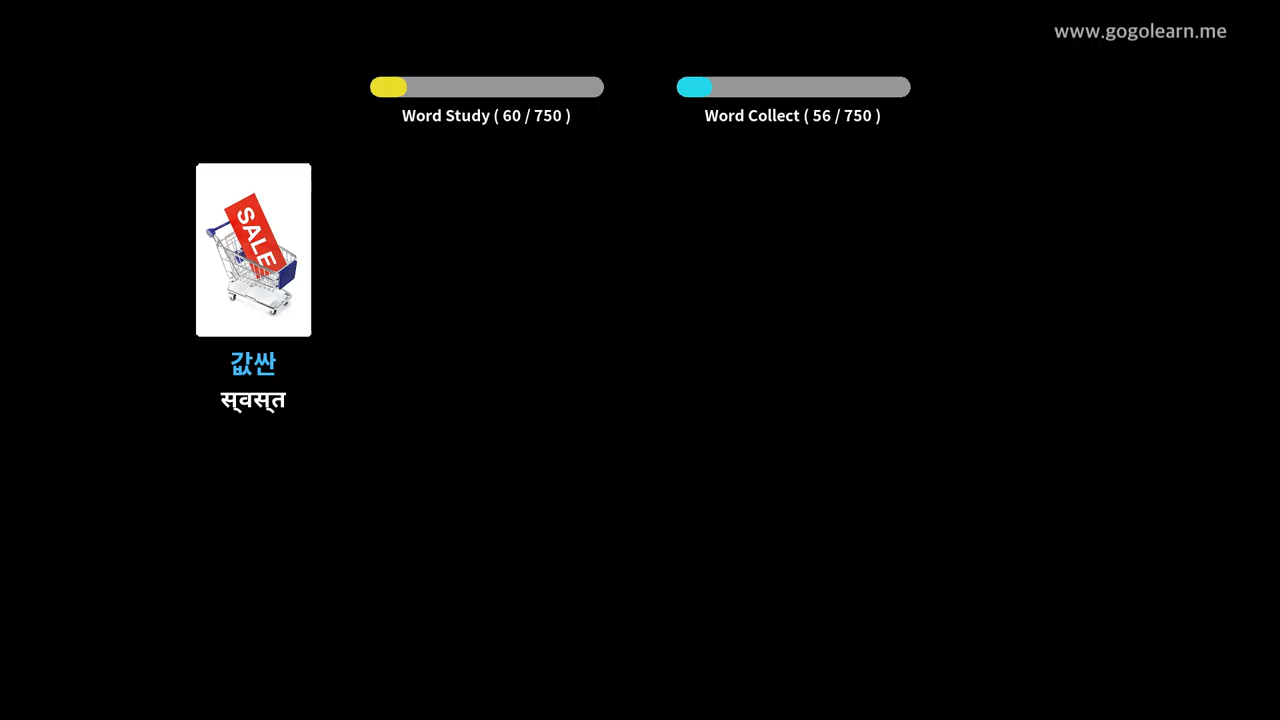 www.gogolearn.me
Word Study ( 60 / 750 )
Word Collect ( 56 / 750 )
SALE
값싼
स्वस्त